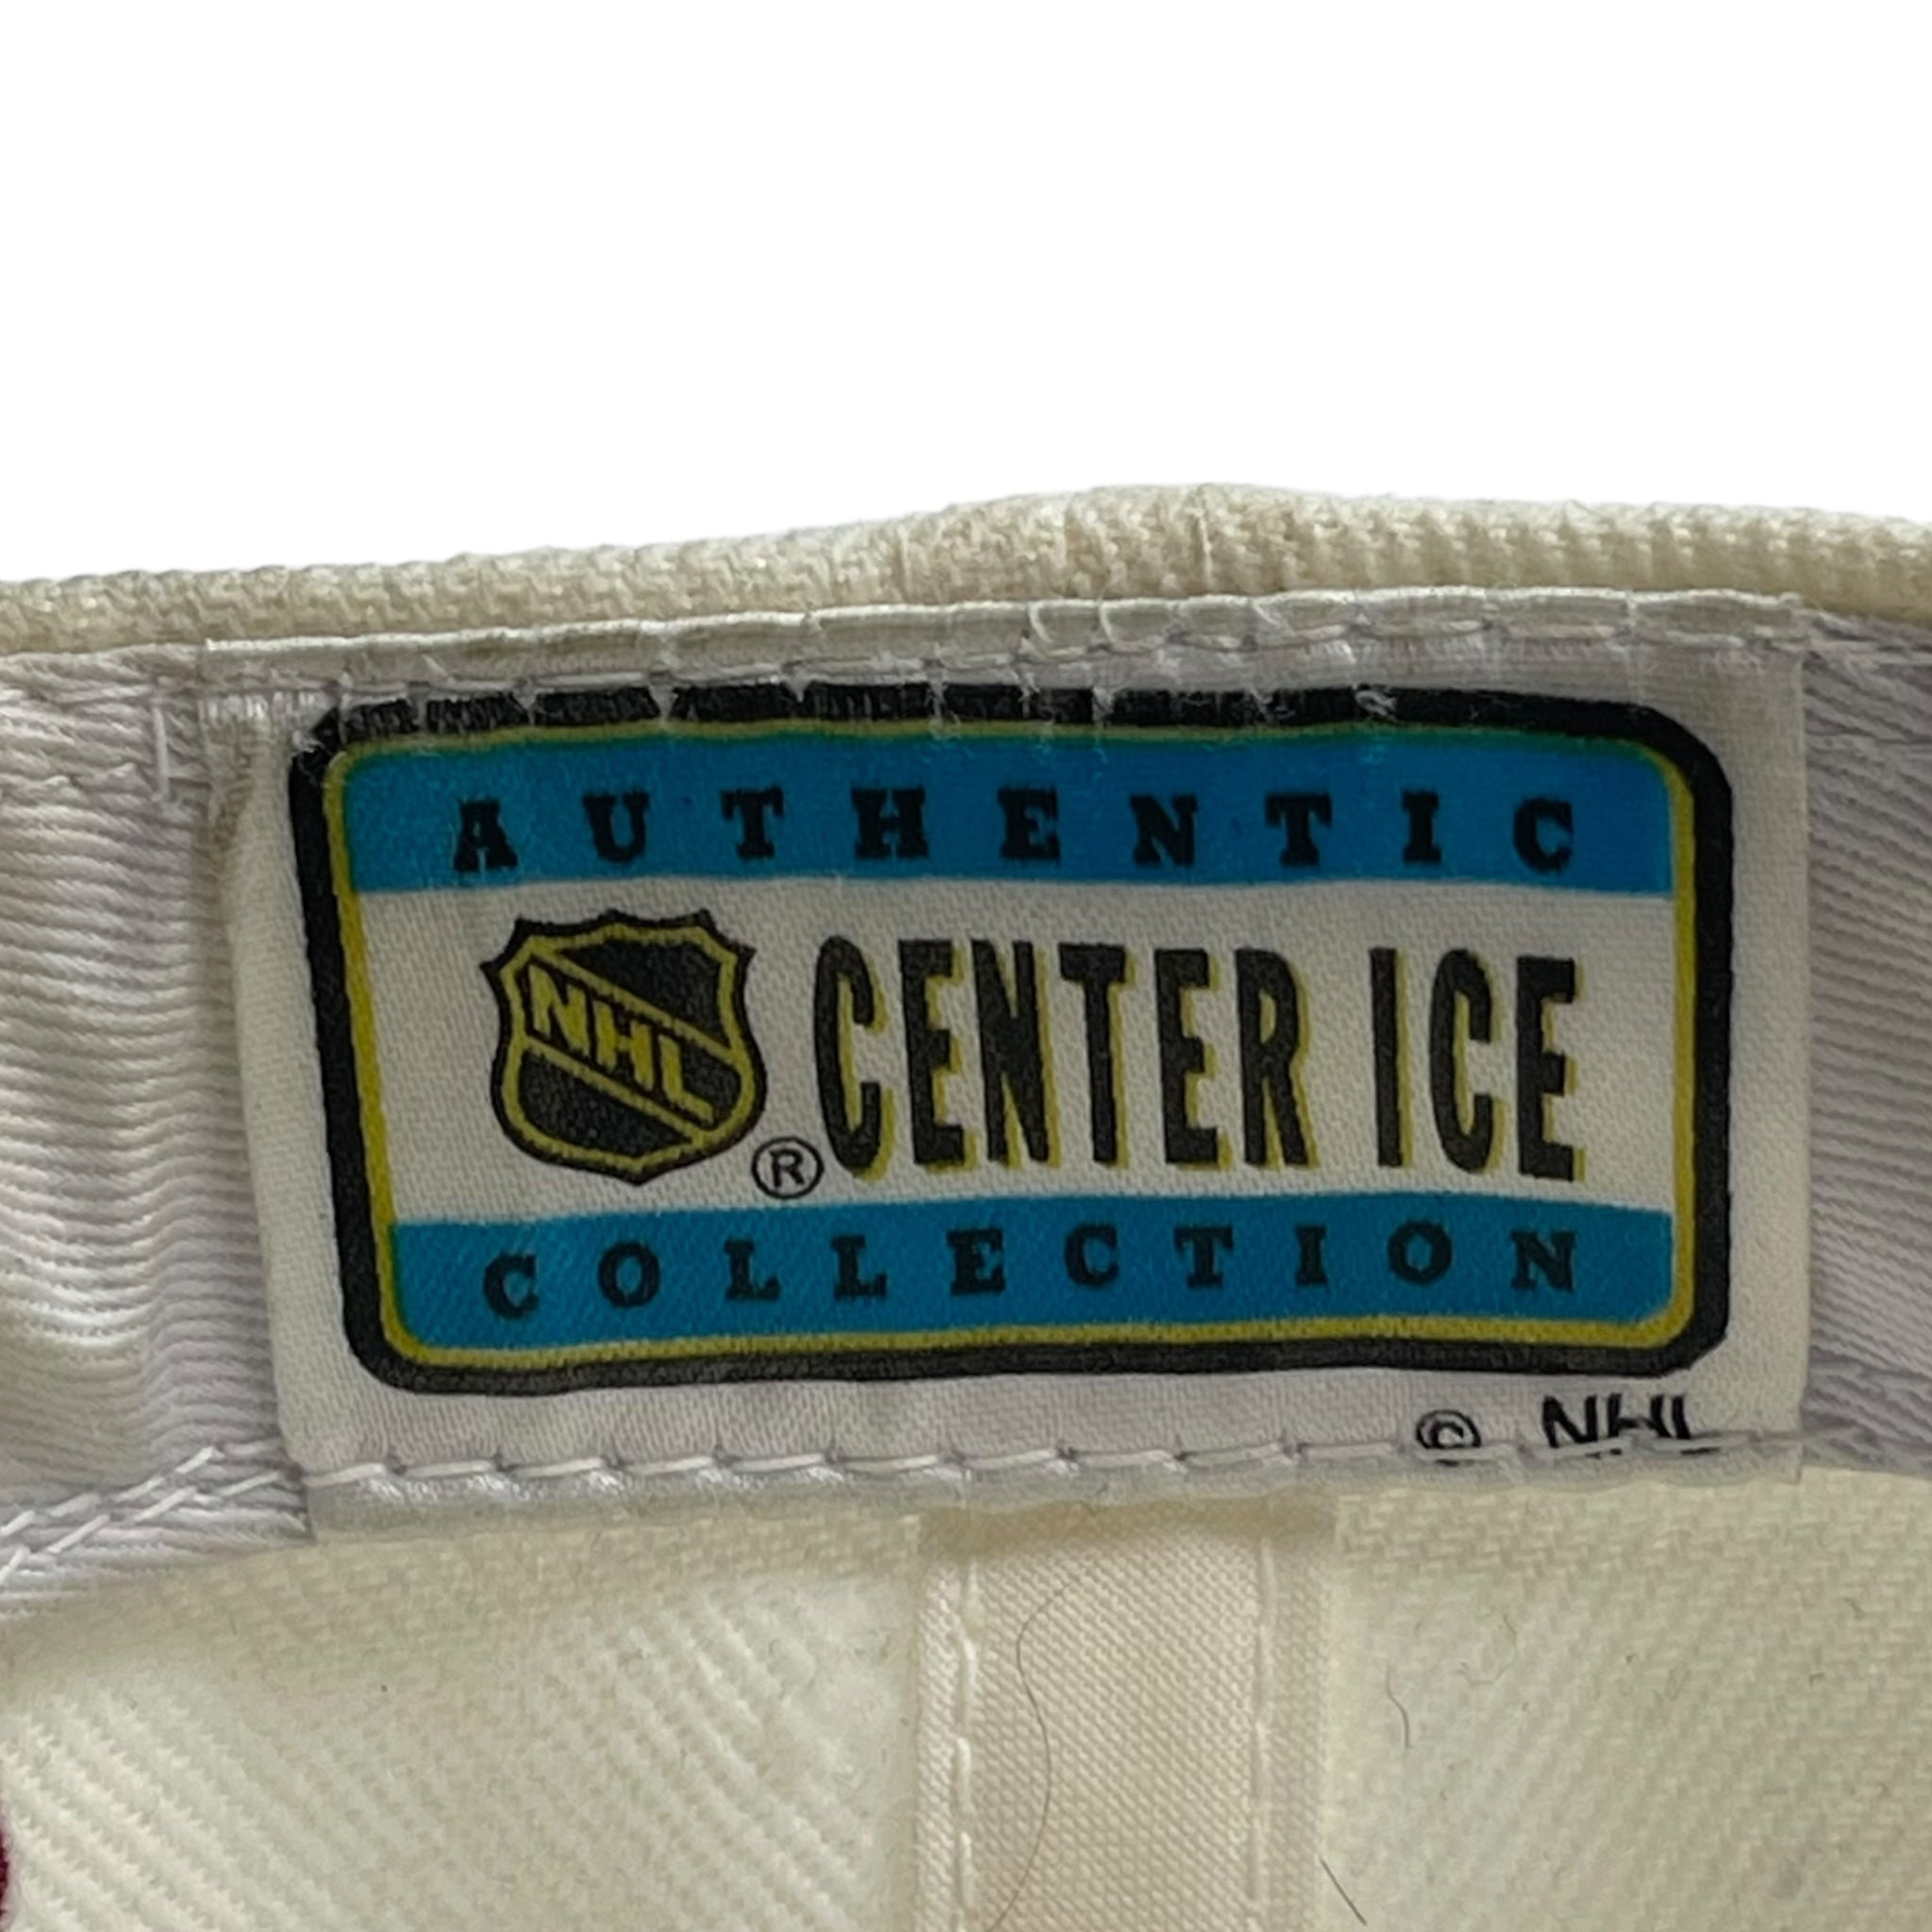 AUTHENTIC
NHL ® CENTER ICE
COLLECTION
© NHL